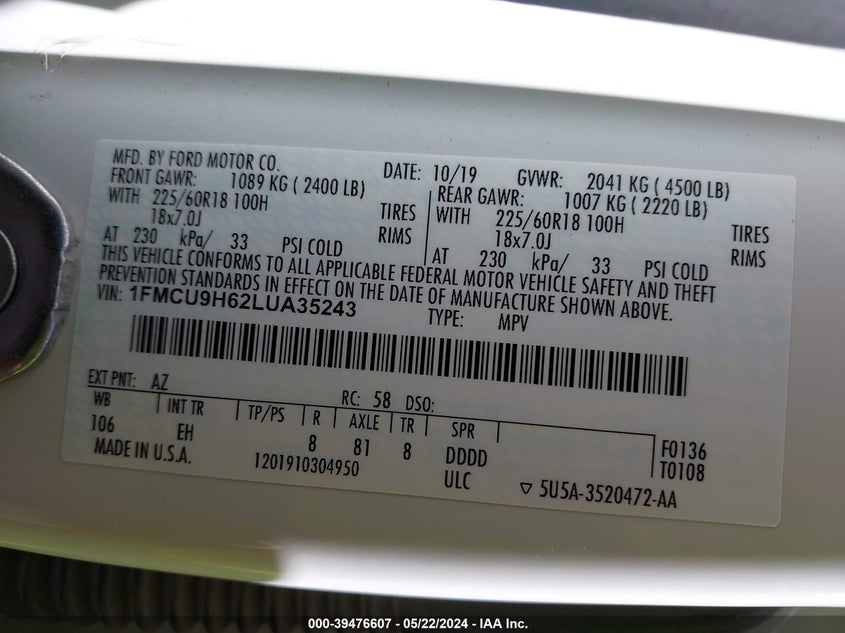 MFD. BY FORD MOTOR CO. DATE: 10/19 GVWR: 2041 KG ( 4500 LB)
FRONT GAWR: 1089 KG ( 2400 LB) REAR GAWR: 1007 KG ( 2220 LB)
WITH 225/60R18 100H TIRES WITH 225/60R18 100H TIRES
18x7.0J RIMS 18x7.0J RIMS
AT 230 kPa/ 33 PSI COLD AT 230 kPa/ 33 PSI COLD
THIS VEHICLE CONFORMS TO ALL APPLICABLE FEDERAL MOTOR VEHICLE SAFETY AND THEFT
PREVENTION STANDARDS IN EFFECT ON THE DATE OF MANUFACTURE SHOWN ABOVE.
VIN: 1FMCU9H62LUA35243 TYPE: MPV
EXT PNT: AZ RC: 58 DSO:
WB INT TR TP/PS R AXLE TR SPR
106 EH 8 81 8 DDDD F0136
MADE IN U.S.A. 1201910304950 ULC T0108
5U5A-3520472-AA
000-39476607 - 05/22/2024 - IAA Inc.